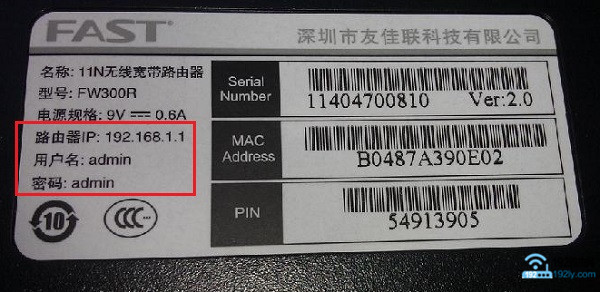 FAST®
深圳市友佳联科技有限公司
名称: 11N无线宽带路由器
型号: FW300R
电源规格: 9V 0.6A
路由器IP: 192.168.1.1
用户名: admin
密码: admin
10
CCC
Serial Number
11404700810 Ver:2.0
MAC Address
B0487A390E02
PIN
54913905
192ly.com